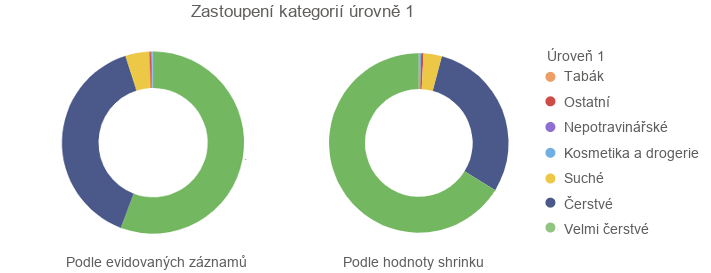 Zastoupení kategorií úrovně 1
Úroveň 1
Tabák
Ostatní
Nepotravinářské
Kosmetika a drogerie
Suché
Čerstvé
Velmi čerstvé
Podle evidovaných záznamů
Podle hodnoty shrinku